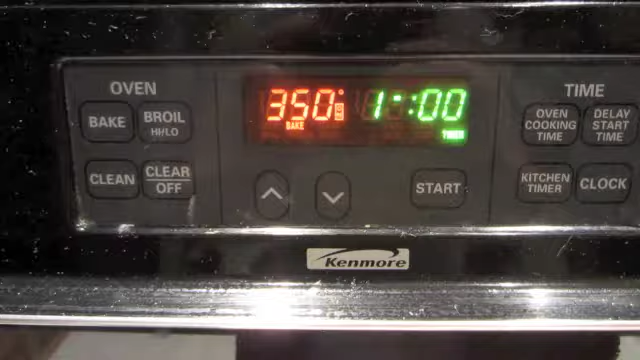 OVEN
BAKE
BROIL
HI/LO
CLEAN
CLEAR
OFF
350°
BAKE
1:00
TIMER
START
TIME
OVEN
COOKING
TIME
DELAY
START
TIME
KITCHEN
TIMER
CLOCK
Kenmore